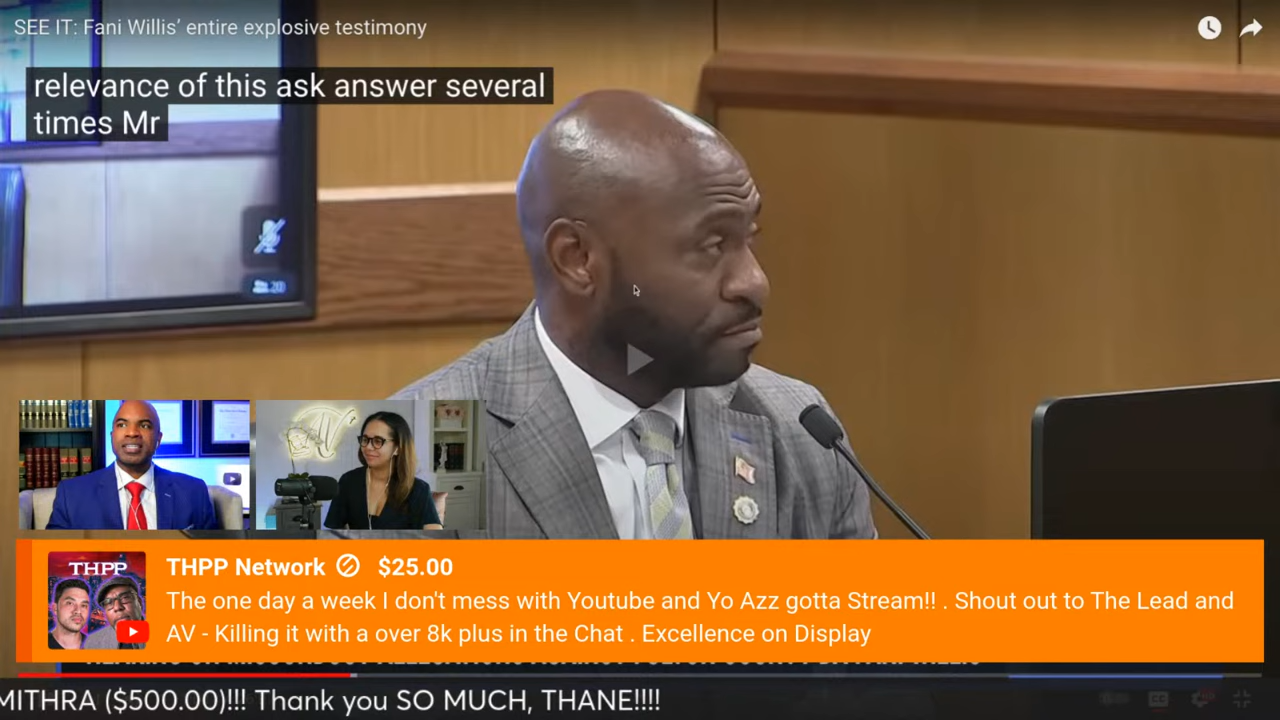 SEE IT: Fani Willis’ entire explosive testimony
relevance of this ask answer several
times Mr
20
THPP
THPP Network $25.00
The one day a week I don't mess with Youtube and Yo Azz gotta Stream!! . Shout out to The Lead and
AV - Killing it with a over 8k plus in the Chat . Excellence on Display
MITHRA ($500.00)!!! Thank you SO MUCH, THANE!!!!
CC